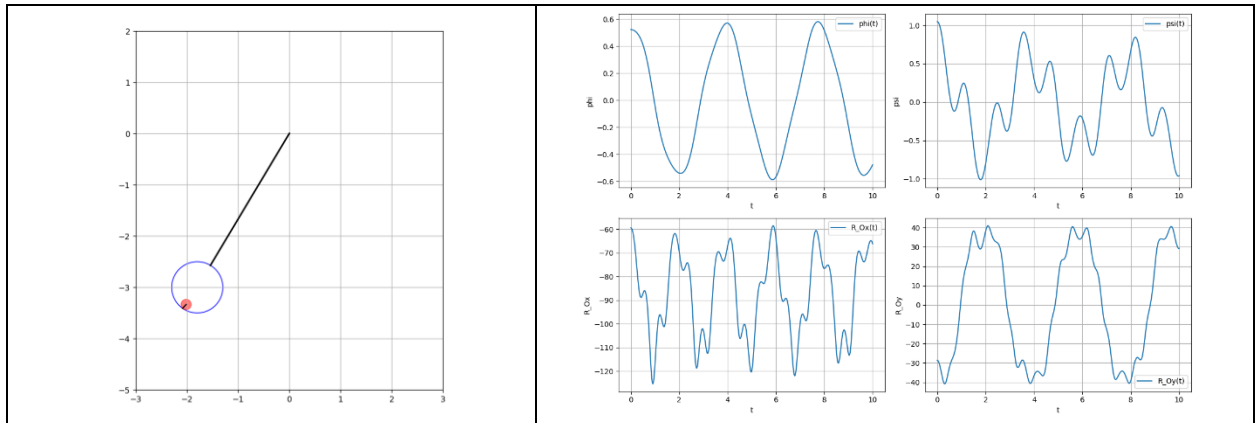 2
1
0
−1
−2
−3
−4
−5
−3 −2 −1 0 1 2 3
phi(t)
0.6
0.4
0.2
0.0
−0.2
−0.4
−0.6
phi
0 2 4 6 8 10
t
psi(t)
1.0
0.5
0.0
−0.5
−1.0
psi
0 2 4 6 8 10
t
R_Ox(t)
−60
−70
−80
−90
−100
−110
−120
R_Ox
0 2 4 6 8 10
t
40
30
20
10
0
−10
−20
−30
−40
R_Oy
R_Oy(t)
0 2 4 6 8 10
t